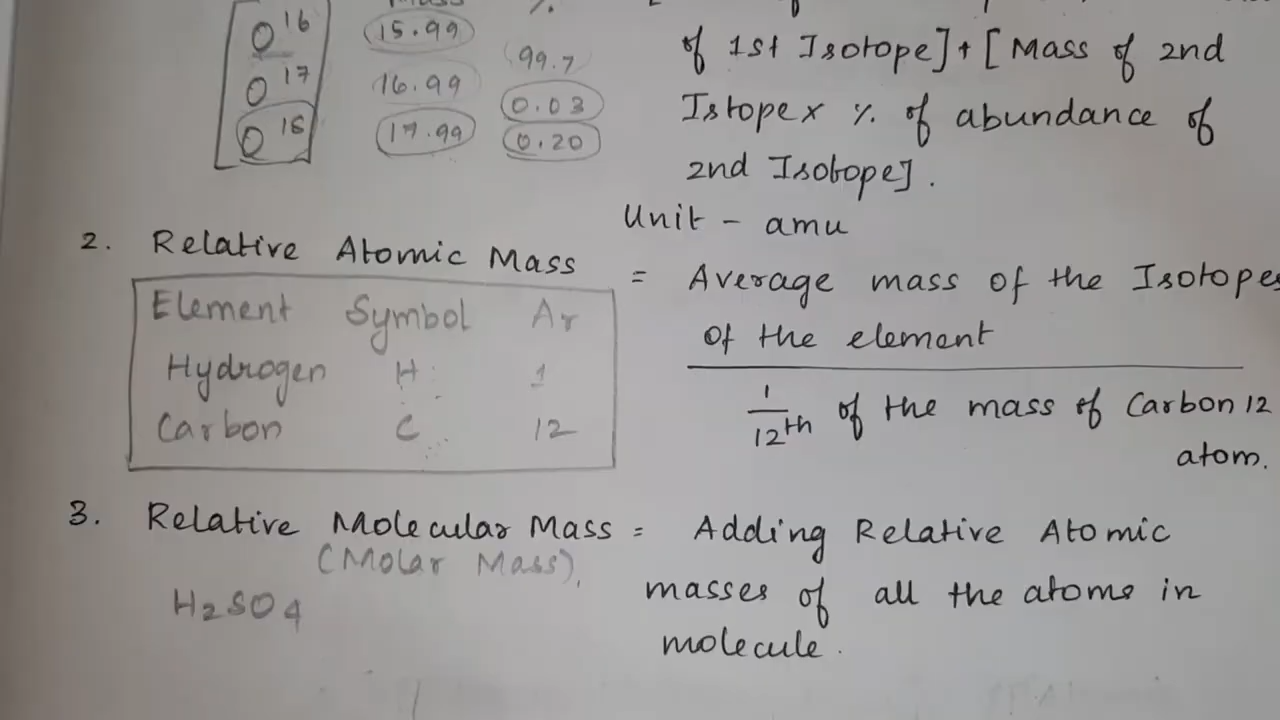 %.
O16 15.99
99.7
O17 16.99
0.03
O18 17.99
0.20
of 1st Isotope] + [Mass of 2nd
Istope x % of abundance of
2nd Isotope].
Unit - amu
2. Relative Atomic Mass = Average mass of the Isotopes
of the element
1/12th of the mass of Carbon 12
atom.
Element Symbol Ar
Hydrogen H 1
Carbon C 12
3. Relative Molecular Mass = Adding Relative Atomic
(Molar Mass),
masses of all the atoms in
molecule.
H2SO4